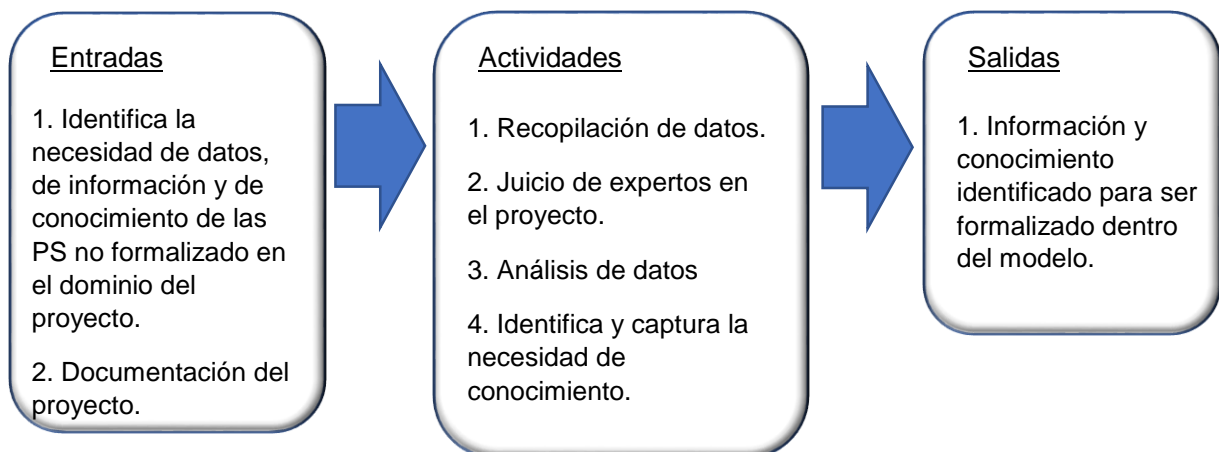 Entradas
1. Identifica la
necesidad de datos,
de información y de
conocimiento de las
PS no formalizado en
el dominio del
proyecto.
2. Documentación del
proyecto.
Actividades
1. Recopilación de datos.
2. Juicio de expertos en
el proyecto.
3. Análisis de datos
4. Identifica y captura la
necesidad de
conocimiento.
Salidas
1. Información y
conocimiento
identificado para ser
formalizado dentro
del modelo.